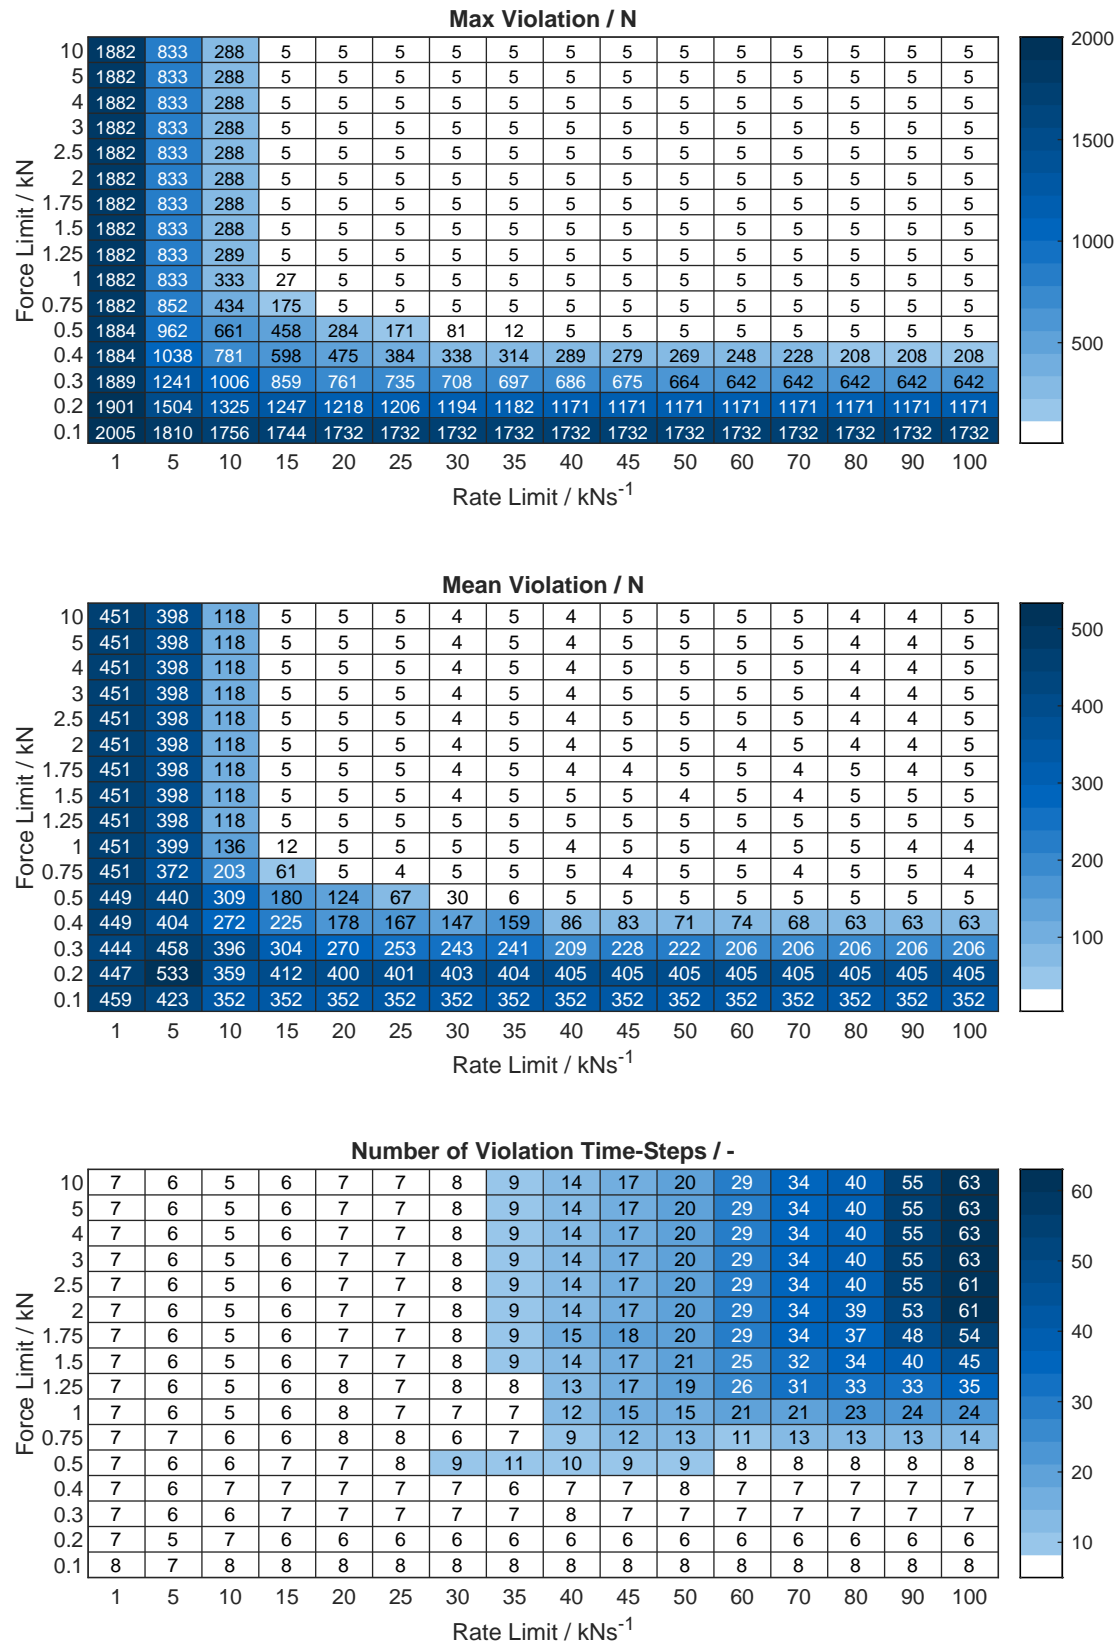 Max Violation / N
10 1882 833 288 5 5 5 5 5 5 5 5 5 5 5 5 5 2000
5 1882 833 288 5 5 5 5 5 5 5 5 5 5 5 5 5
4 1882 833 288 5 5 5 5 5 5 5 5 5 5 5 5 5
3 1882 833 288 5 5 5 5 5 5 5 5 5 5 5 5 5
2.5 1882 833 288 5 5 5 5 5 5 5 5 5 5 5 5 5 1500
2 1882 833 288 5 5 5 5 5 5 5 5 5 5 5 5 5
1.75 1882 833 288 5 5 5 5 5 5 5 5 5 5 5 5 5
1.5 1882 833 288 5 5 5 5 5 5 5 5 5 5 5 5 5
1.25 1882 833 289 5 5 5 5 5 5 5 5 5 5 5 5 5 1000
1 1882 833 333 27 5 5 5 5 5 5 5 5 5 5 5 5
0.75 1882 852 434 175 5 5 5 5 5 5 5 5 5 5 5 5
0.5 1884 962 661 458 284 171 81 12 5 5 5 5 5 5 5 5
0.4 1884 1038 781 598 475 384 338 314 289 279 269 248 228 208 208 208 500
0.3 1889 1241 1006 859 761 735 708 697 686 675 664 642 642 642 642 642
0.2 1901 1504 1325 1247 1218 1206 1194 1182 1171 1171 1171 1171 1171 1171 1171 1171
0.1 2005 1810 1756 1744 1732 1732 1732 1732 1732 1732 1732 1732 1732 1732 1732 1732
1 5 10 15 20 25 30 35 40 45 50 60 70 80 90 100
Force Limit / kN
Rate Limit / kNs-1
Mean Violation / N
10 451 398 118 5 5 5 4 5 4 5 5 5 5 4 4 5 500
5 451 398 118 5 5 5 4 5 4 5 5 5 5 4 4 5
4 451 398 118 5 5 5 4 5 4 5 5 5 5 4 4 5
3 451 398 118 5 5 5 4 5 4 5 5 5 5 4 4 5
2.5 451 398 118 5 5 5 4 5 4 5 5 5 5 4 4 5 400
2 451 398 118 5 5 5 4 5 4 5 5 4 5 4 4 5
1.75 451 398 118 5 5 5 4 5 4 4 5 5 4 5 4 5
1.5 451 398 118 5 5 5 4 5 5 5 4 5 4 5 5 5 300
1.25 451 398 118 5 5 5 5 5 5 5 5 5 5 5 5 5
1 451 399 136 12 5 5 5 5 5 5 5 4 5 5 4 4
0.75 451 372 203 61 5 4 5 5 5 4 5 5 4 5 5 4 200
0.5 449 440 309 180 124 67 30 6 5 5 5 5 5 5 5 5
0.4 449 404 272 225 178 167 147 159 86 83 71 74 68 63 63 63
0.3 444 458 396 304 270 253 243 241 209 228 222 206 206 206 206 206 100
0.2 447 533 359 412 400 401 403 404 405 405 405 405 405 405 405 405
0.1 459 423 352 352 352 352 352 352 352 352 352 352 352 352 352 352
1 5 10 15 20 25 30 35 40 45 50 60 70 80 90 100
Force Limit / kN
Rate Limit / kNs-1
Number of Violation Time-Steps / -
10 7 6 5 6 7 7 8 9 14 17 20 29 34 40 55 63 60
5 7 6 5 6 7 7 8 9 14 17 20 29 34 40 55 63
4 7 6 5 6 7 7 8 9 14 17 20 29 34 40 55 63
3 7 6 5 6 7 7 8 9 14 17 20 29 34 40 55 63 50
2.5 7 6 5 6 7 7 8 9 14 17 20 29 34 40 55 61
2 7 6 5 6 7 7 8 9 14 17 20 29 34 39 53 61
1.75 7 6 5 6 7 7 8 9 15 18 20 29 34 37 48 54 40
1.5 7 6 5 6 7 7 8 9 14 17 21 25 32 34 40 45
1.25 7 6 5 6 8 7 8 8 13 17 19 26 31 33 33 35
1 7 6 5 6 8 7 7 7 12 15 15 21 21 23 24 24 30
0.75 7 7 6 6 8 8 6 7 9 12 13 11 13 13 13 14
0.5 7 6 6 7 7 8 9 11 10 9 9 8 8 8 8 8 20
0.4 7 6 7 7 7 7 7 6 7 7 8 7 7 7 7 7
0.3 7 6 6 7 7 7 7 7 8 7 7 7 7 7 7 7
0.2 7 5 7 6 6 6 6 6 6 6 6 6 6 6 6 6 10
0.1 8 7 8 8 8 8 8 8 8 8 8 8 8 8 8 8
1 5 10 15 20 25 30 35 40 45 50 60 70 80 90 100
Force Limit / kN
Rate Limit / kNs-1